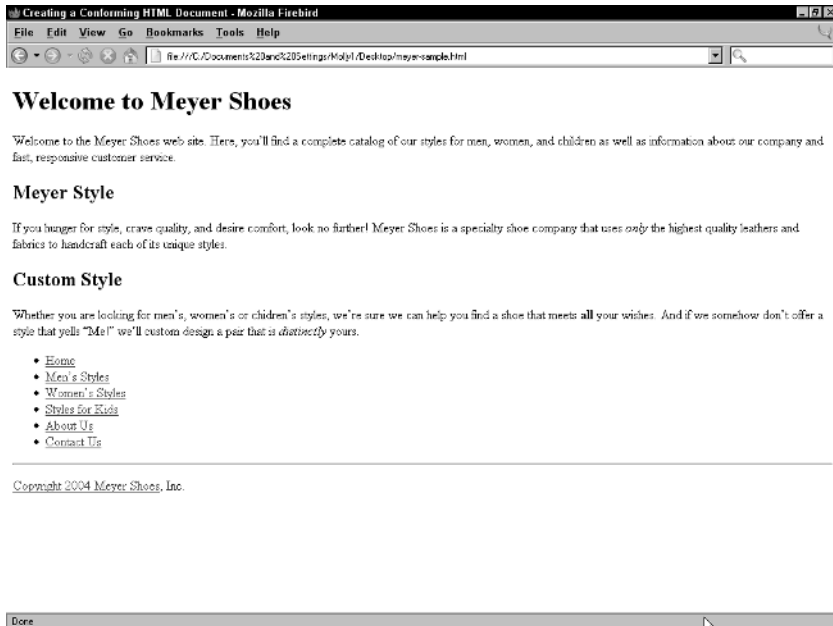 Creating a Conforming HTML Document - Mozilla Firebird
File Edit View Go Bookmarks Tools Help
file:///C:/Documents%20and%20Settings/Molly1/Desktop/meyer-sample.html
Welcome to Meyer Shoes
Welcome to the Meyer Shoes web site. Here, you'll find a complete catalog of our styles for men, women, and children as well as information about our company and
fast, responsive customer service.
Meyer Style
If you hunger for style, crave quality, and desire comfort, look no further! Meyer Shoes is a specialty shoe company that uses only the highest quality leathers and
fabrics to handcraft each of its unique styles.
Custom Style
Whether you are looking for men's, women's or chidren's styles, we're sure we can help you find a shoe that meets all your wishes. And if we somehow don't offer a
style that yells "Me!" we'll custom design a pair that is distinctly yours.
Home
Men's Styles
Women's Styles
Styles for Kids
About Us
Contact Us
Copyright 2004 Meyer Shoes, Inc.
Done